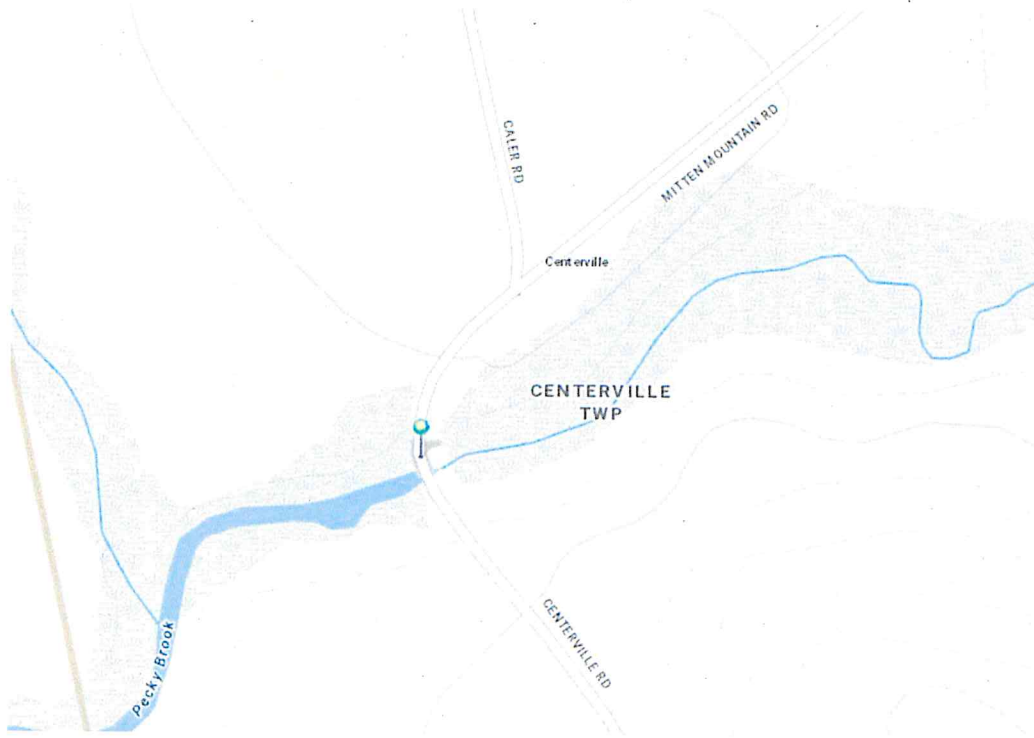 CALER RD
MITTEN MOUNTAIN RD
Centerville
CENTERVILLE
TWP
CENTERVILLE RD
Pecky Brook